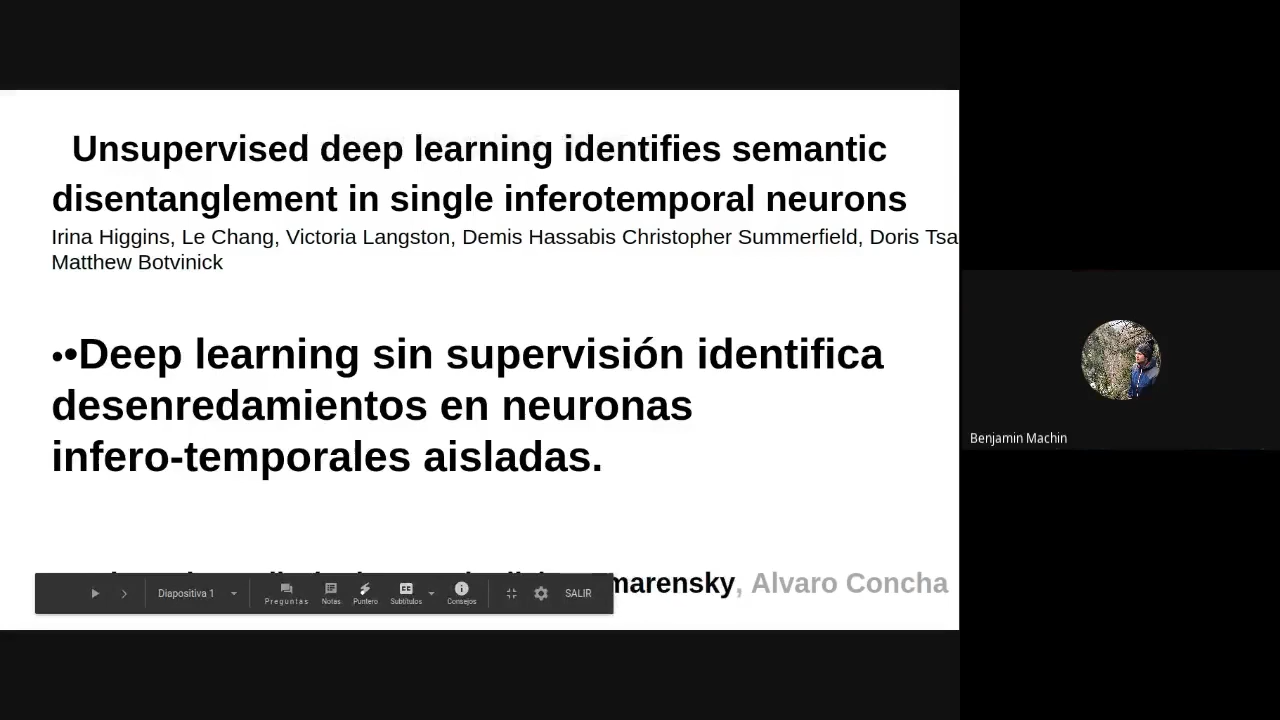 Unsupervised deep learning identifies semantic
disentanglement in single inferotemporal neurons
Irina Higgins, Le Chang, Victoria Langston, Demis Hassabis Christopher Summerfield, Doris Tsa
Matthew Botvinick
••Deep learning sin supervisión identifica
desenredamientos en neuronas
infero-temporales aisladas.
marensky, Alvaro Concha
Diapositiva 1
Preguntas
Notas
Puntero
Subtítulos
Consejos
SALIR
Benjamin Machin